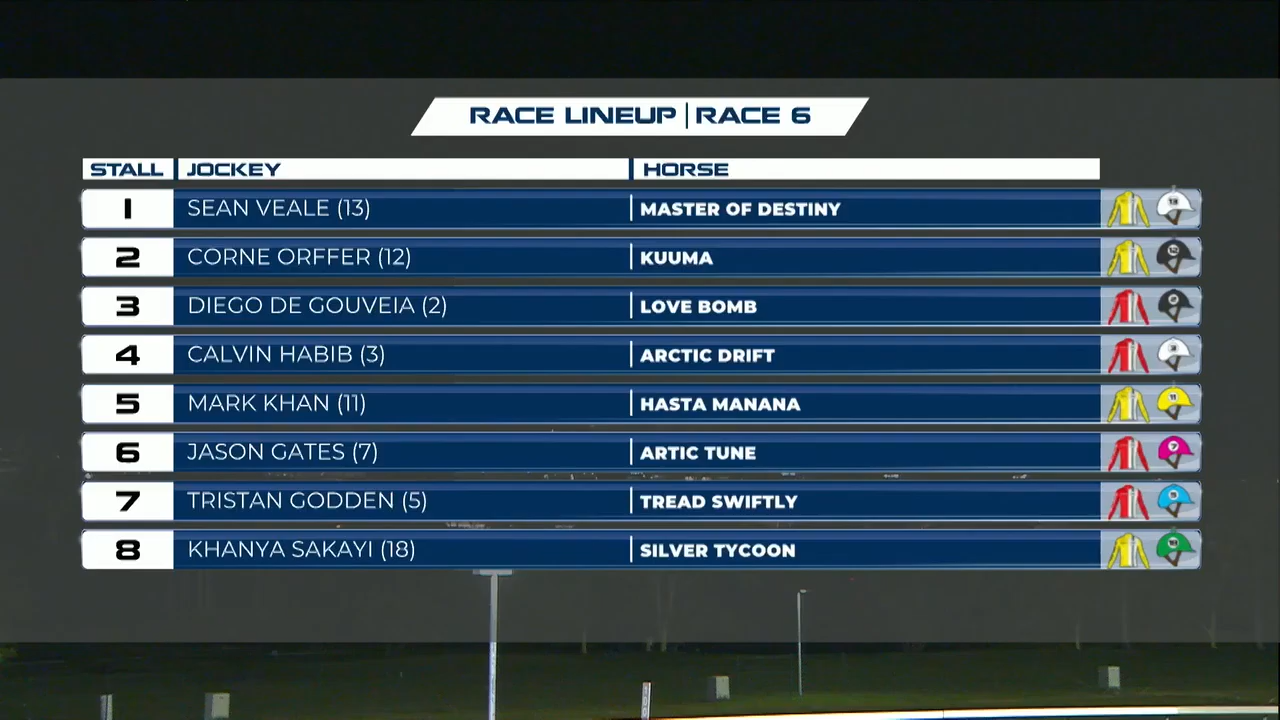 RACE LINEUP | RACE 6
STALL JOCKEY HORSE
1 SEAN VEALE (13) MASTER OF DESTINY
2 CORNE ORFFER (12) KUUMA
3 DIEGO DE GOUVEIA (2) LOVE BOMB
4 CALVIN HABIB (3) ARCTIC DRIFT
5 MARK KHAN (11) HASTA MANANA
6 JASON GATES (7) ARTIC TUNE
7 TRISTAN GODDEN (5) TREAD SWIFTLY
8 KHANYA SAKAYI (18) SILVER TYCOON